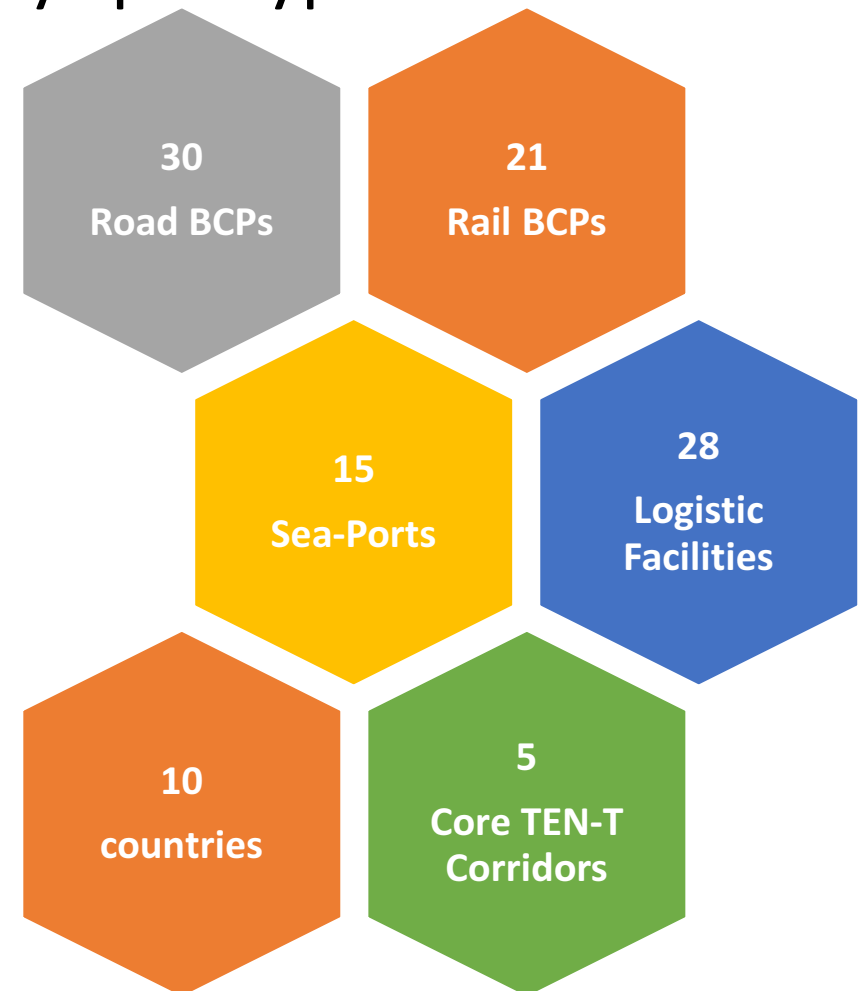 30
Road BCPs
21
Rail BCPs
15
Sea-Ports
28
Logistic
Facilities
10
countries
5
Core TEN-T
Corridors